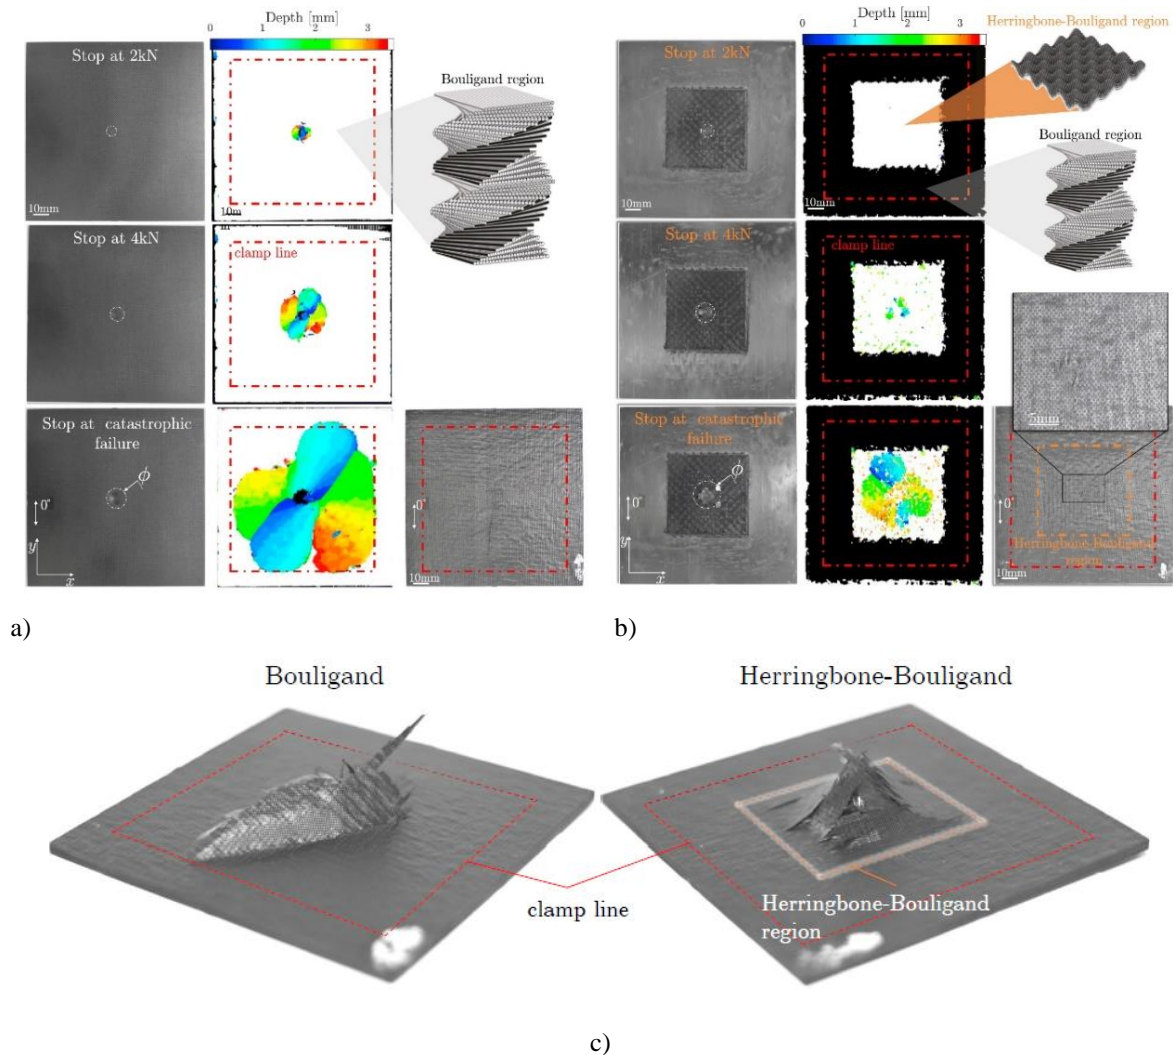 Depth [mm]
0 1 2 3
Stop at 2kN
10mm
10m
Bouligand region
Stop at 4kN
clamp line
Stop at catastrophic
failure
ϕ
0°
y
x
10mm
a)
Depth [mm]
0 1 2 3
Herringbone-Bouligand region
Stop at 2kN
10mm
Bouligand region
Stop at 4kN
5mm
Stop at catastrophic
failure
ϕ
0°
y
x
Herringbone-Bouligand
region
10mm
b)
Bouligand
Herringbone-Bouligand
clamp line
Herringbone-Bouligand
region
c)